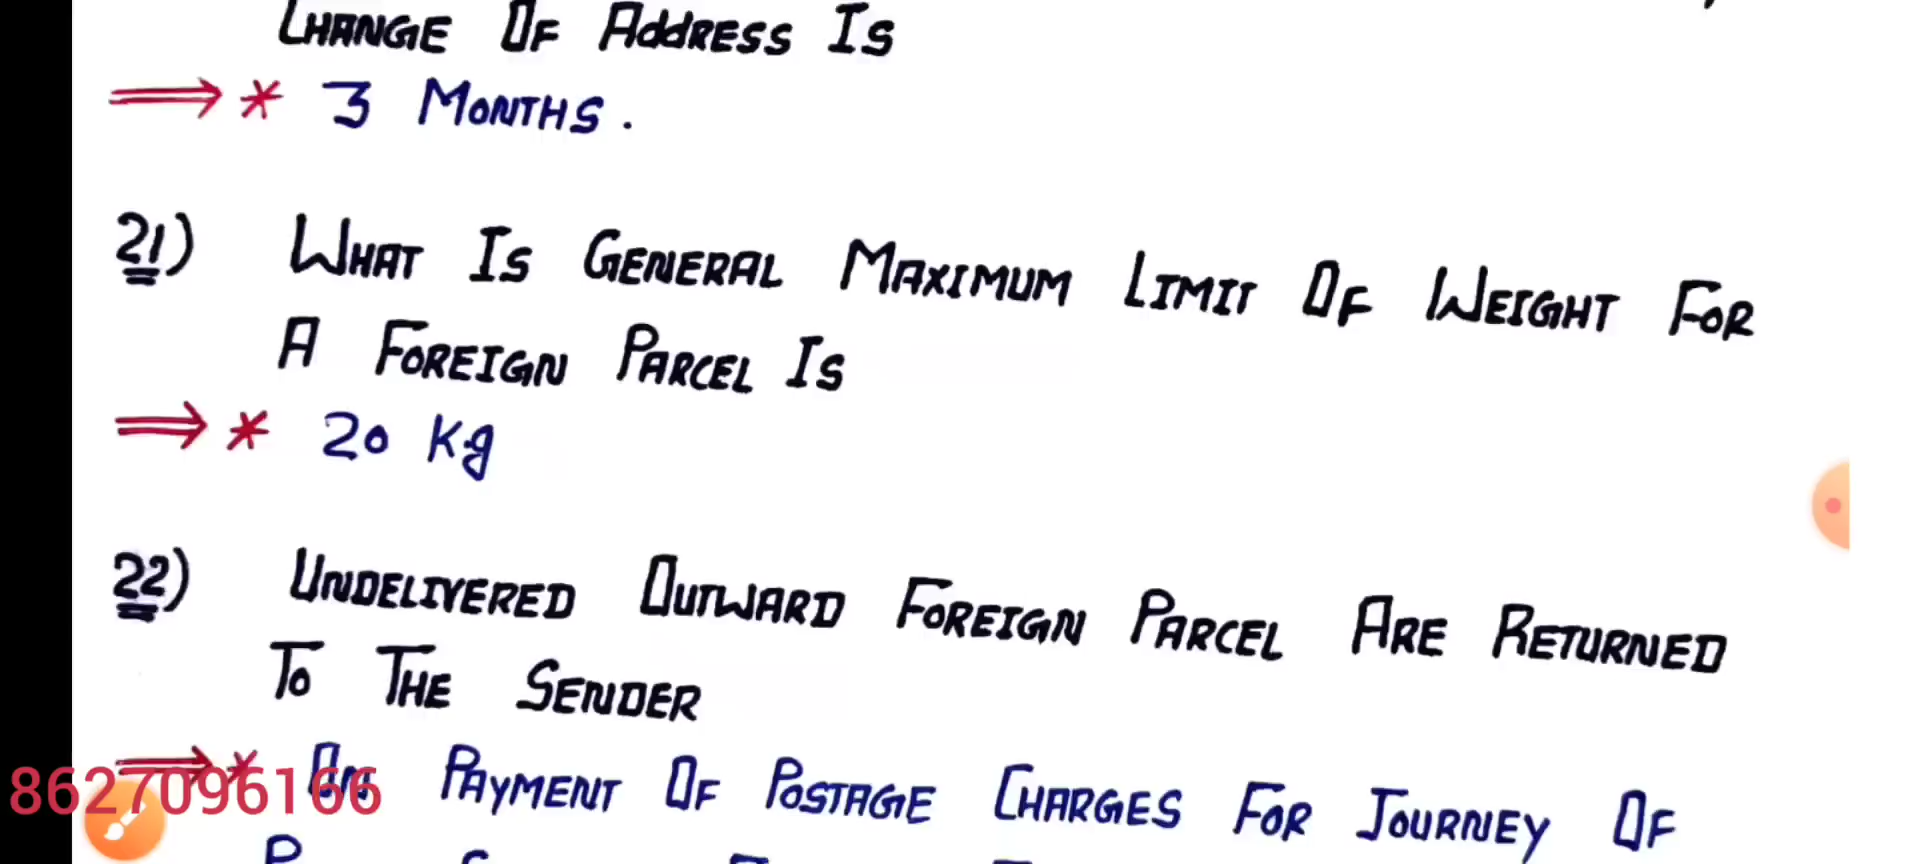 CHANGE OF ADDRESS IS
⟹ * 3 MONTHS.
21) WHAT IS GENERAL MAXIMUM LIMIT OF WEIGHT FOR
A FOREIGN PARCEL IS
⟹ * 20 Kg
22) UNDELIVERED OUTWARD FOREIGN PARCEL ARE RETURNED
TO THE SENDER
⟹ * ON PAYMENT OF POSTAGE CHARGES FOR JOURNEY OF
8627096166